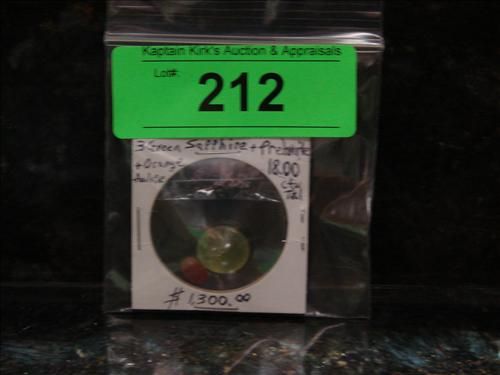 Kaptain Kirk's Auction & Appraisals
Lot#: 212
3 Green Sapphire + Prehnite
+ Orange 18.00
ctw
$1,300.00